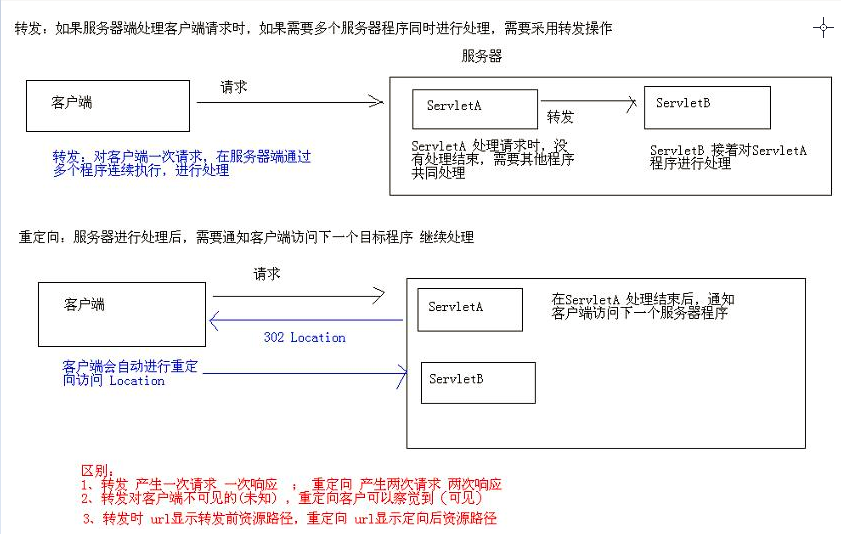 转发：如果服务器端处理客户端请求时，如果需要多个服务器程序同时进行处理，需要采用转发操作
服务器
客户端
请求
ServletA
转发
ServletB
ServletA 处理请求时，没
有处理结束，需要其他程序
共同处理
ServletB 接着对ServletA
程序进行处理
转发：对客户端一次请求，在服务器端通过
多个程序连续执行，进行处理
重定向：服务器进行处理后，需要通知客户端访问下一个目标程序 继续处理
请求
客户端
ServletA
在ServletA 处理结束后，通知
客户端访问下一个服务器程序
302 Location
客户端会自动进行重定
向访问 Location
ServletB
区别：
1、转发 产生一次请求 一次响应 ； 重定向 产生两次请求 两次响应
2、转发对客户端不可见的(未知) ，重定向客户可以察觉到（可见）
3、转发时 url显示转发前资源路径，重定向 url显示定向后资源路径